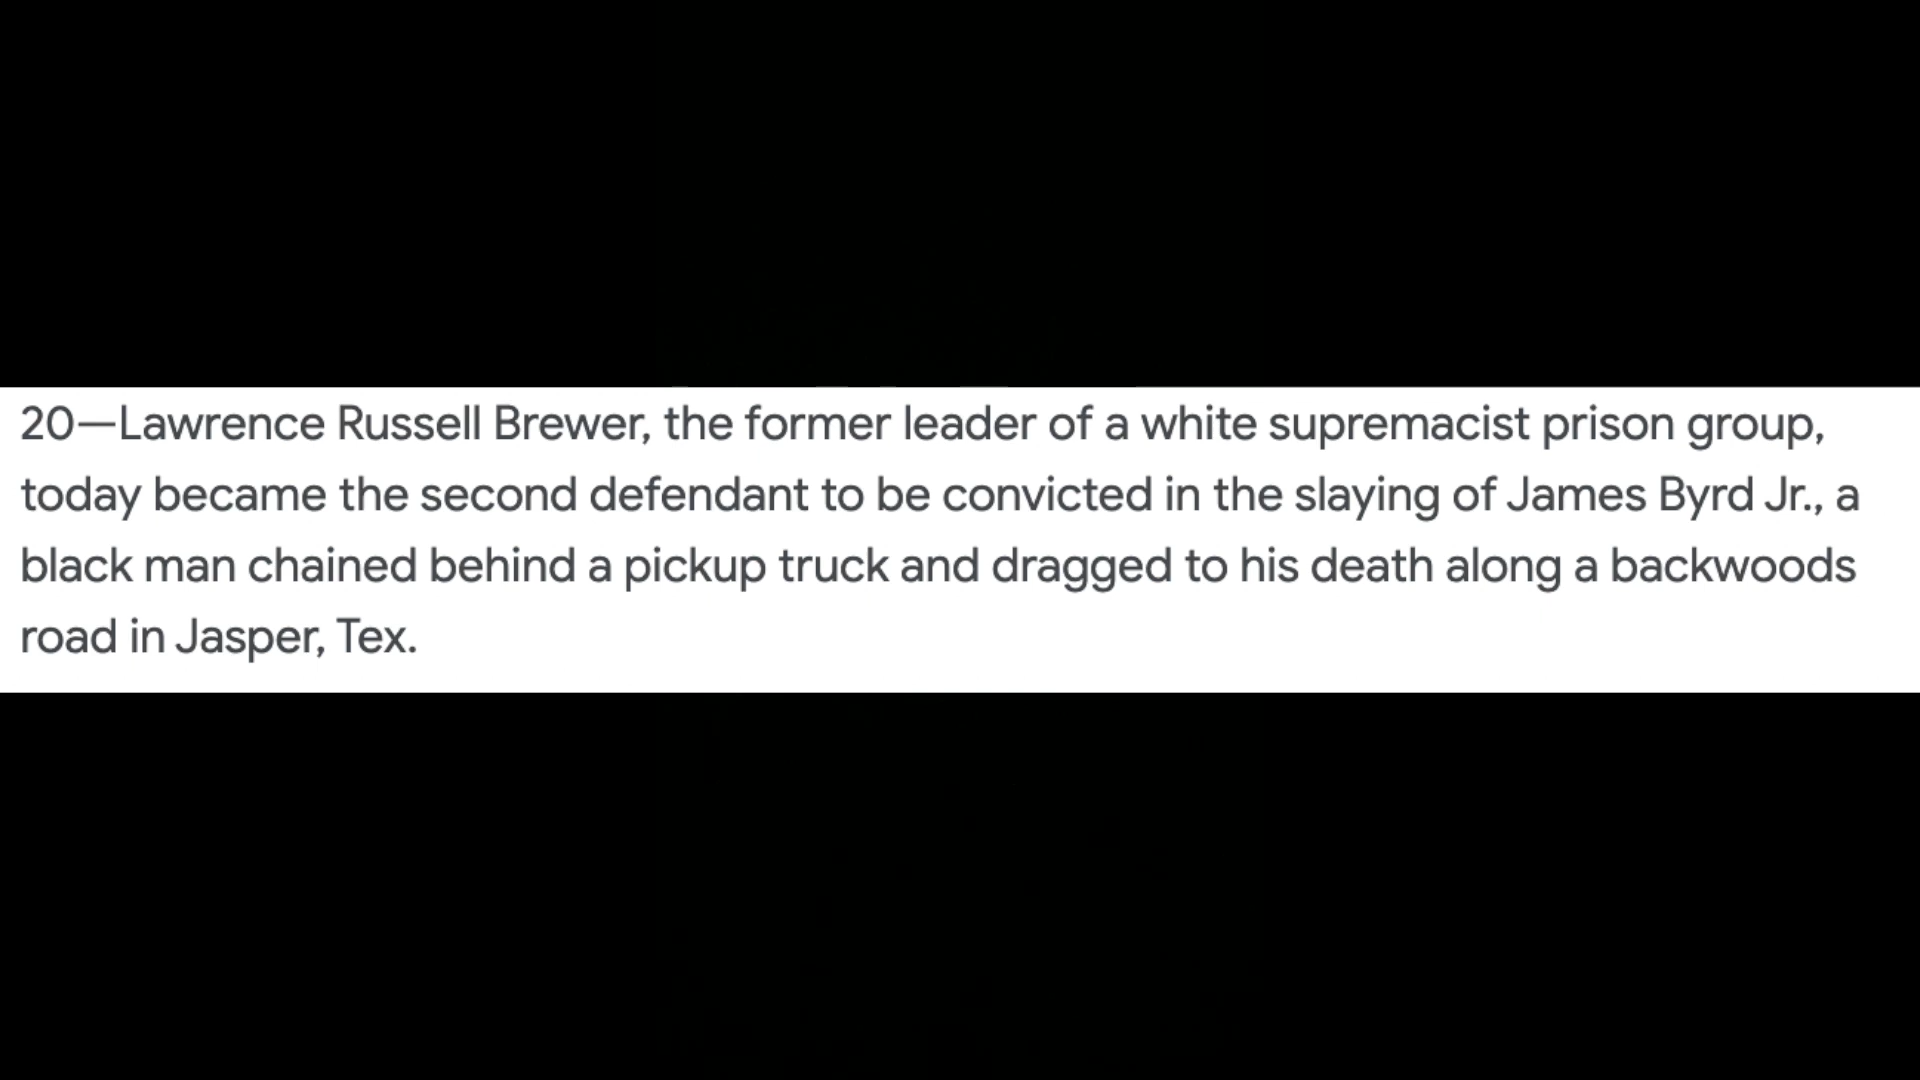 20—Lawrence Russell Brewer, the former leader of a white supremacist prison group,
today became the second defendant to be convicted in the slaying of James Byrd Jr., a
black man chained behind a pickup truck and dragged to his death along a backwoods
road in Jasper, Tex.